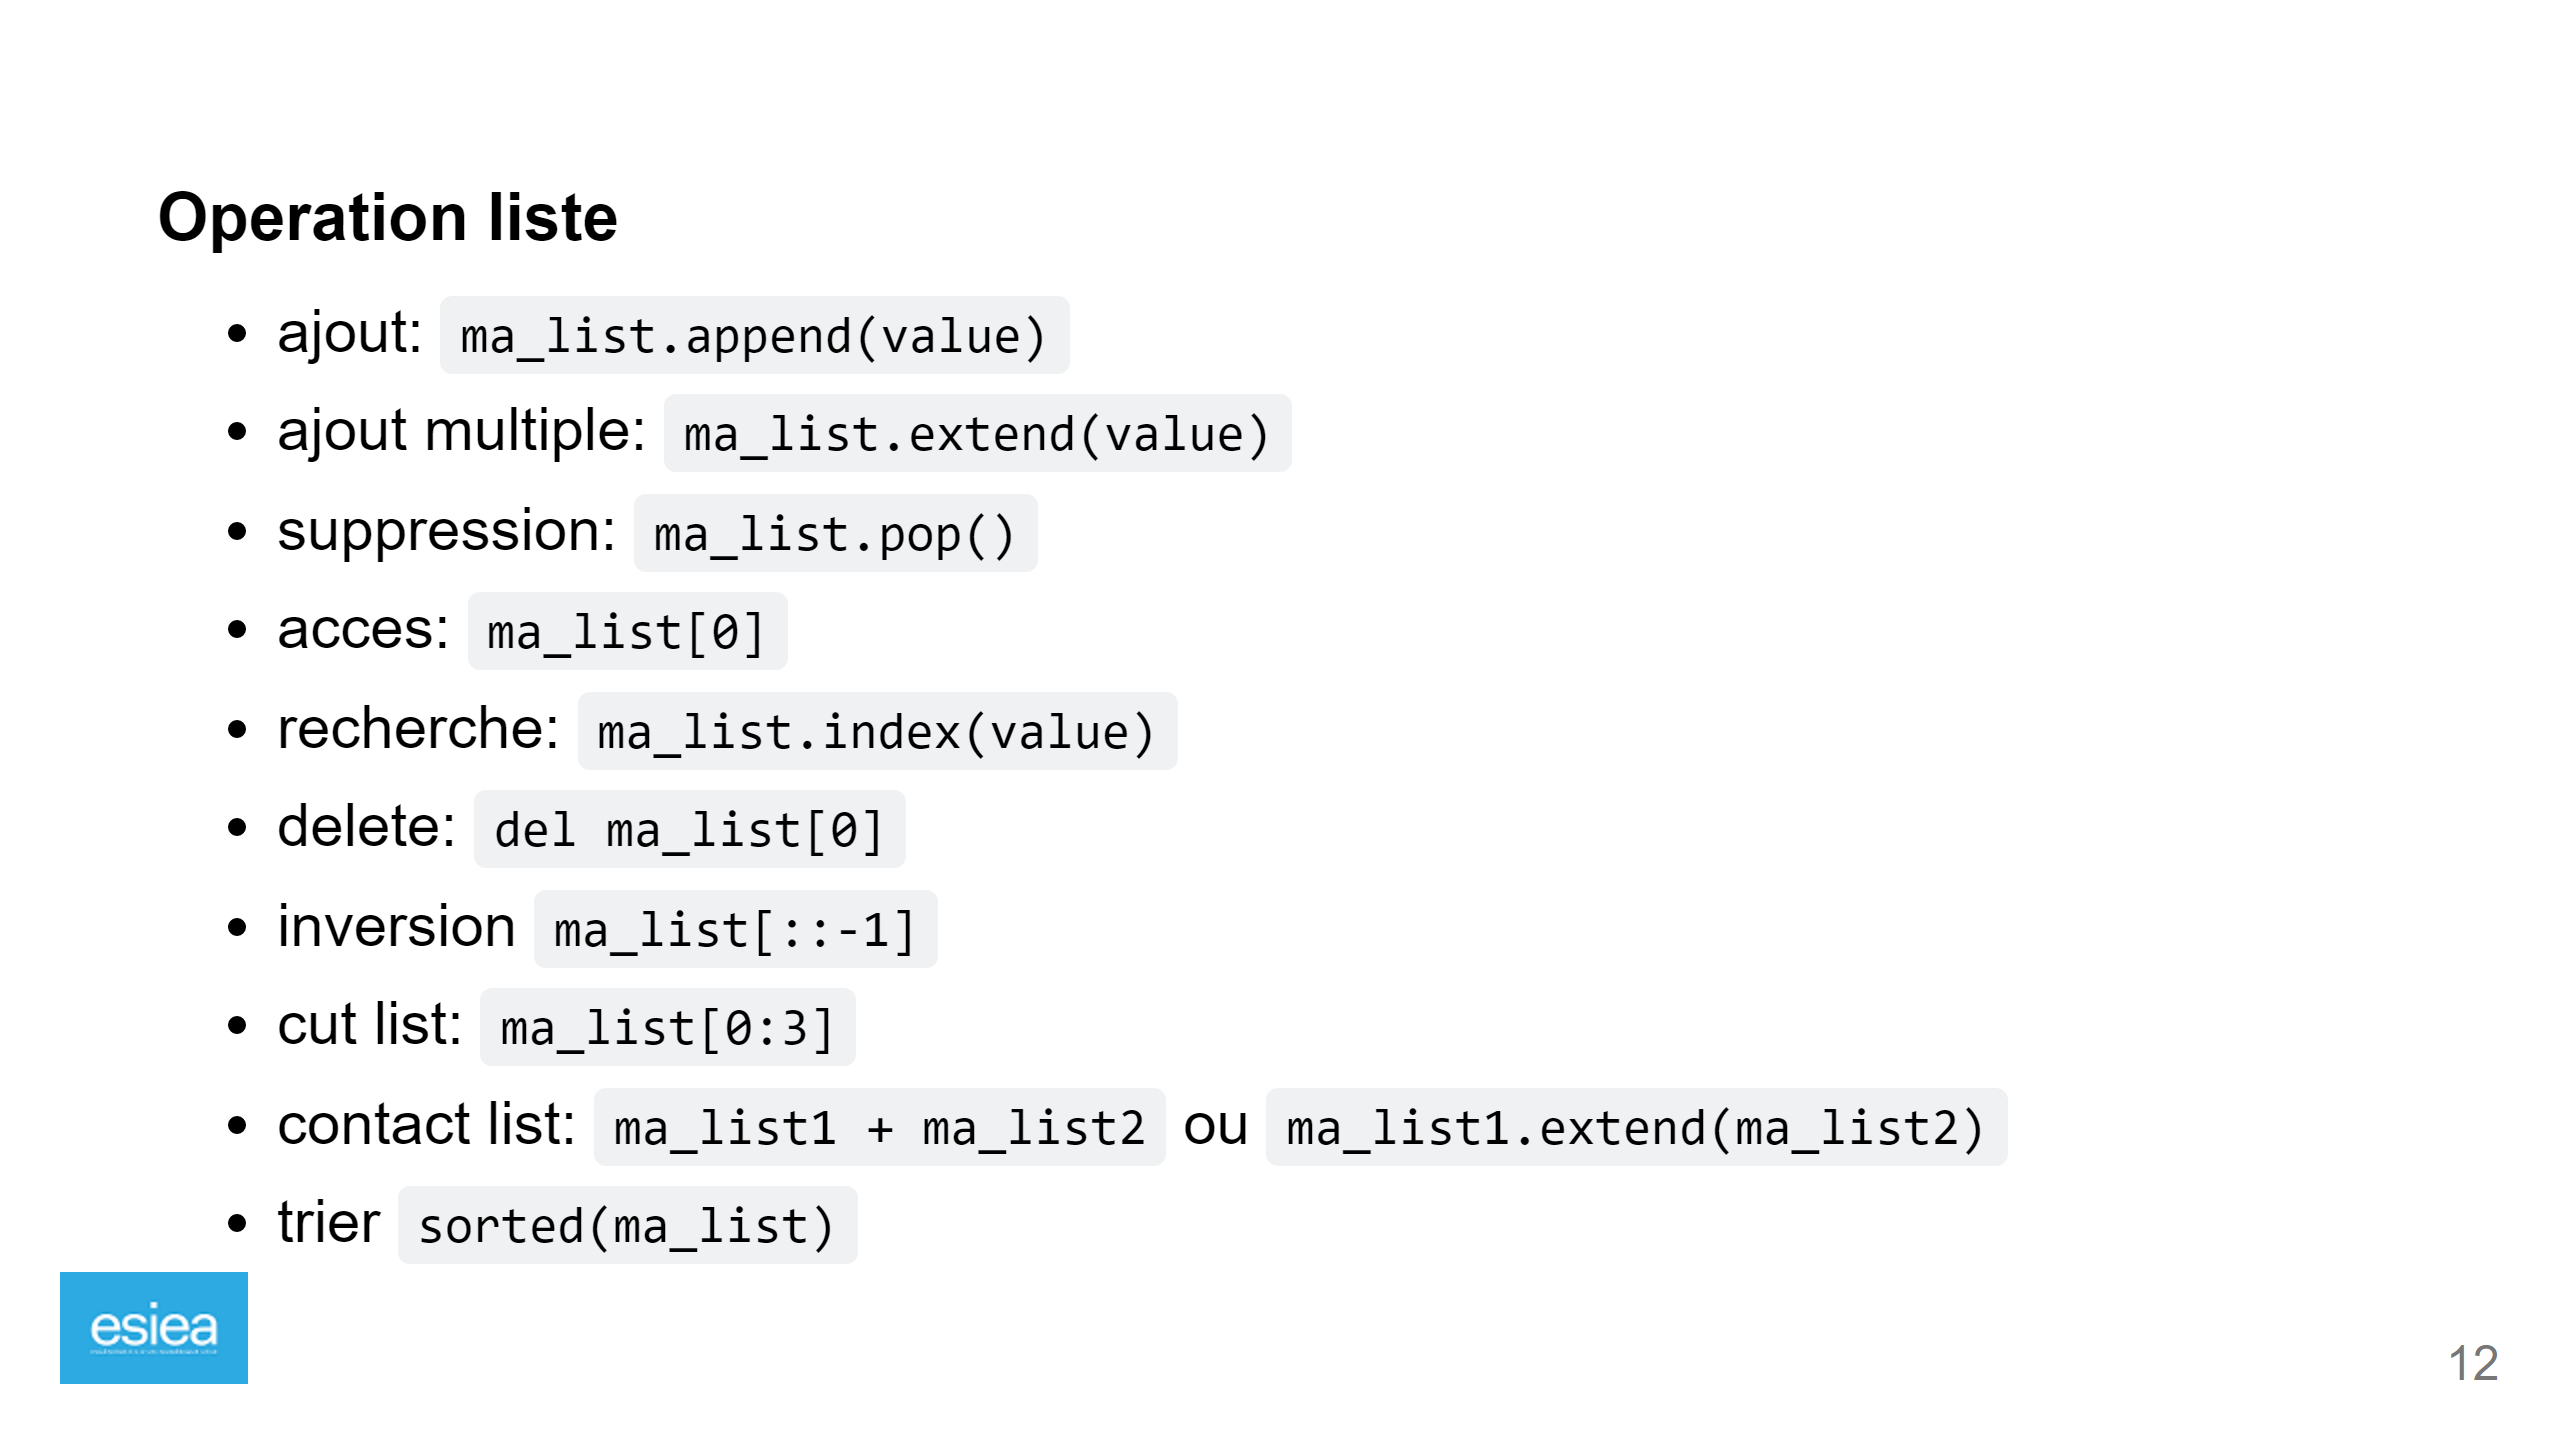 Operation liste
ajout: ma_list.append(value)
ajout multiple: ma_list.extend(value)
suppression: ma_list.pop()
acces: ma_list[0]
recherche: ma_list.index(value)
delete: del ma_list[0]
inversion ma_list[::-1]
cut list: ma_list[0:3]
contact list: ma_list1 + ma_list2 ou ma_list1.extend(ma_list2)
trier sorted(ma_list)
esiea
12